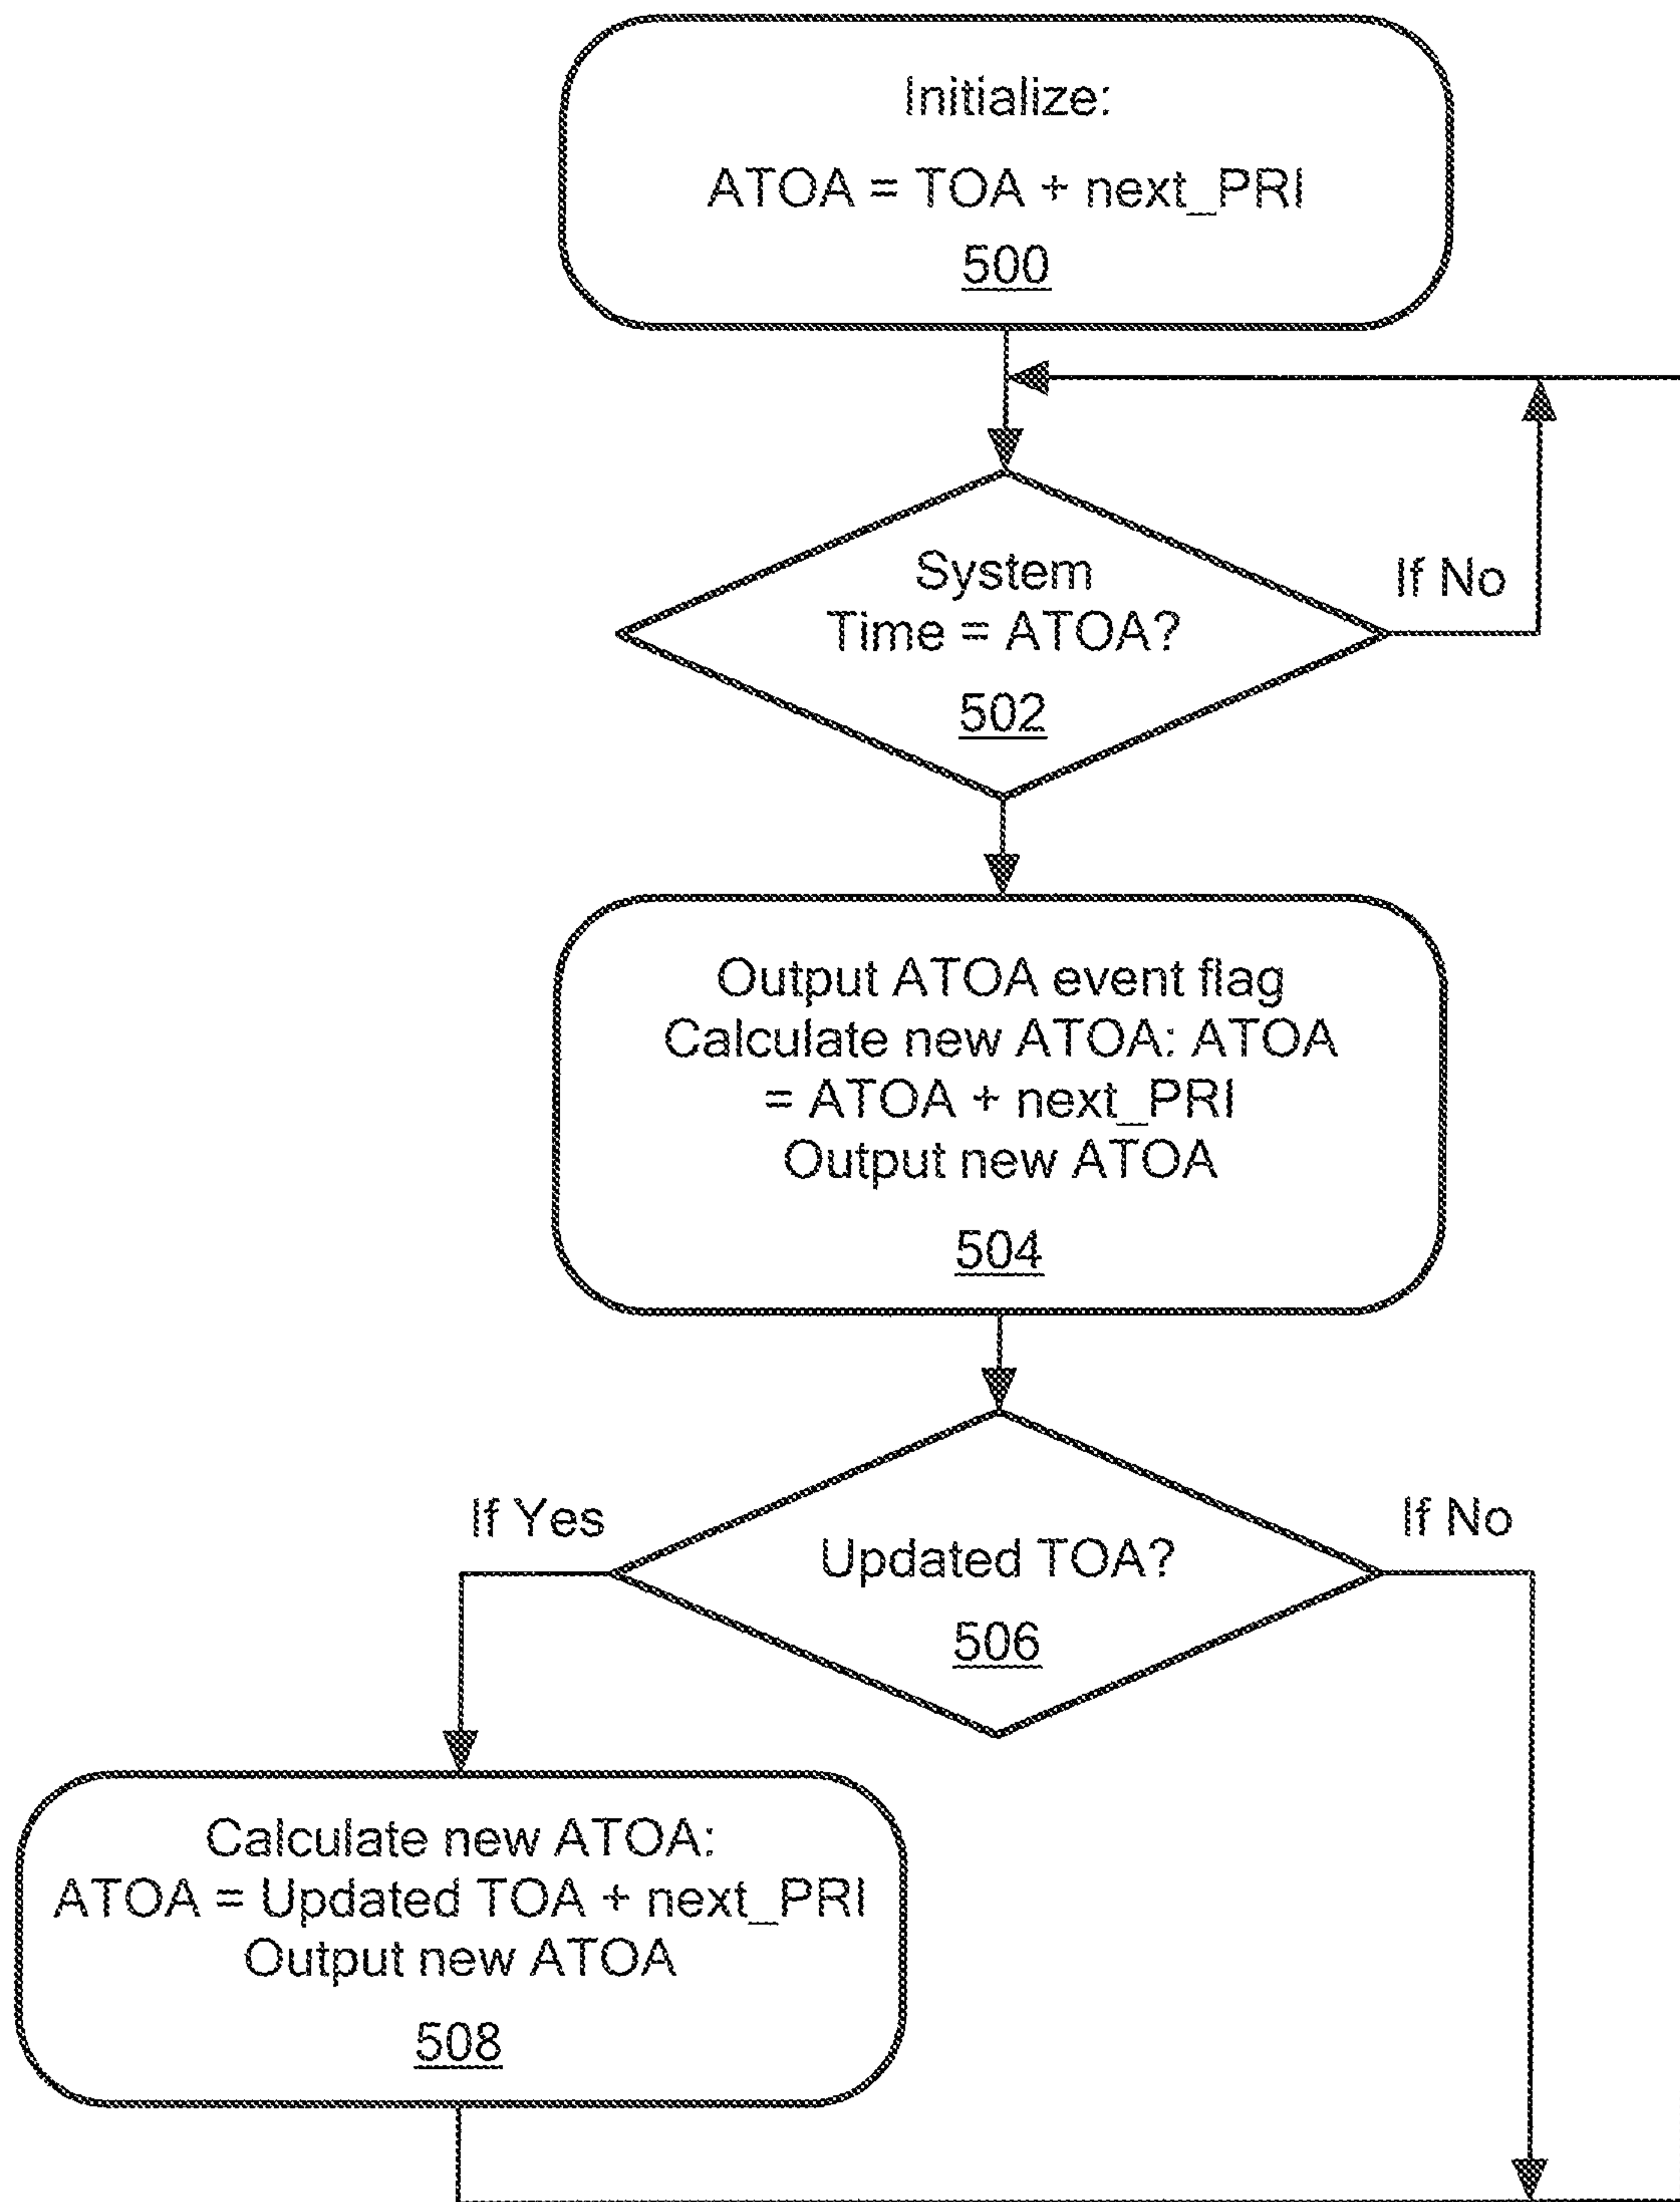 Initialize:
ATOA = TOA + next_PRI
500
System
Time = ATOA?
502
If No
Output ATOA event flag
Calculate new ATOA: ATOA
= ATOA + next_PRI
Output new ATOA
504
If Yes
Updated TOA?
506
If No
Calculate new ATOA:
ATOA = Updated TOA + next_PRI
Output new ATOA
508